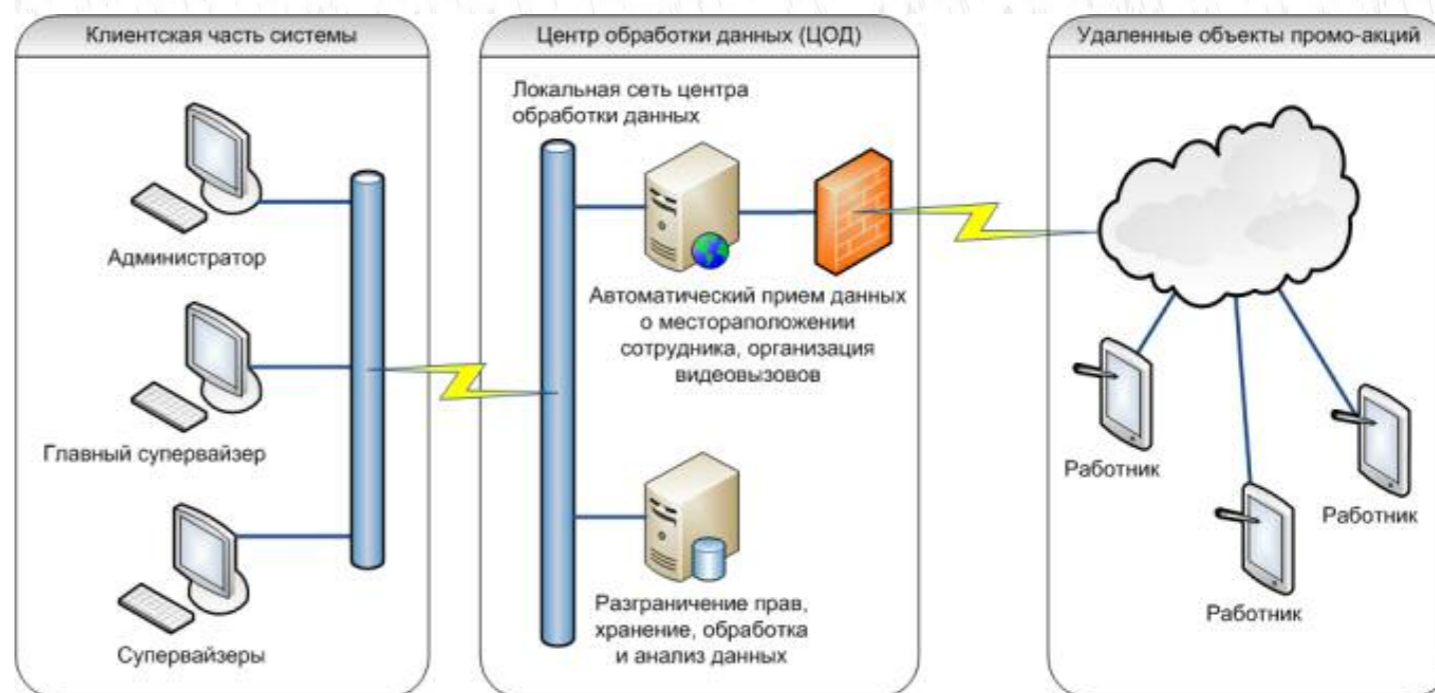 Клиентская часть системы
Администратор
Главный супервайзер
Супервайзеры
Центр обработки данных (ЦОД)
Локальная сеть центра
обработки данных
Автоматический прием данных
о местораположении
сотрудника, организация
видеовызовов
Разграничение прав,
хранение, обработка
и анализ данных
Удаленные объекты промо-акций
Работник
Работник
Работник